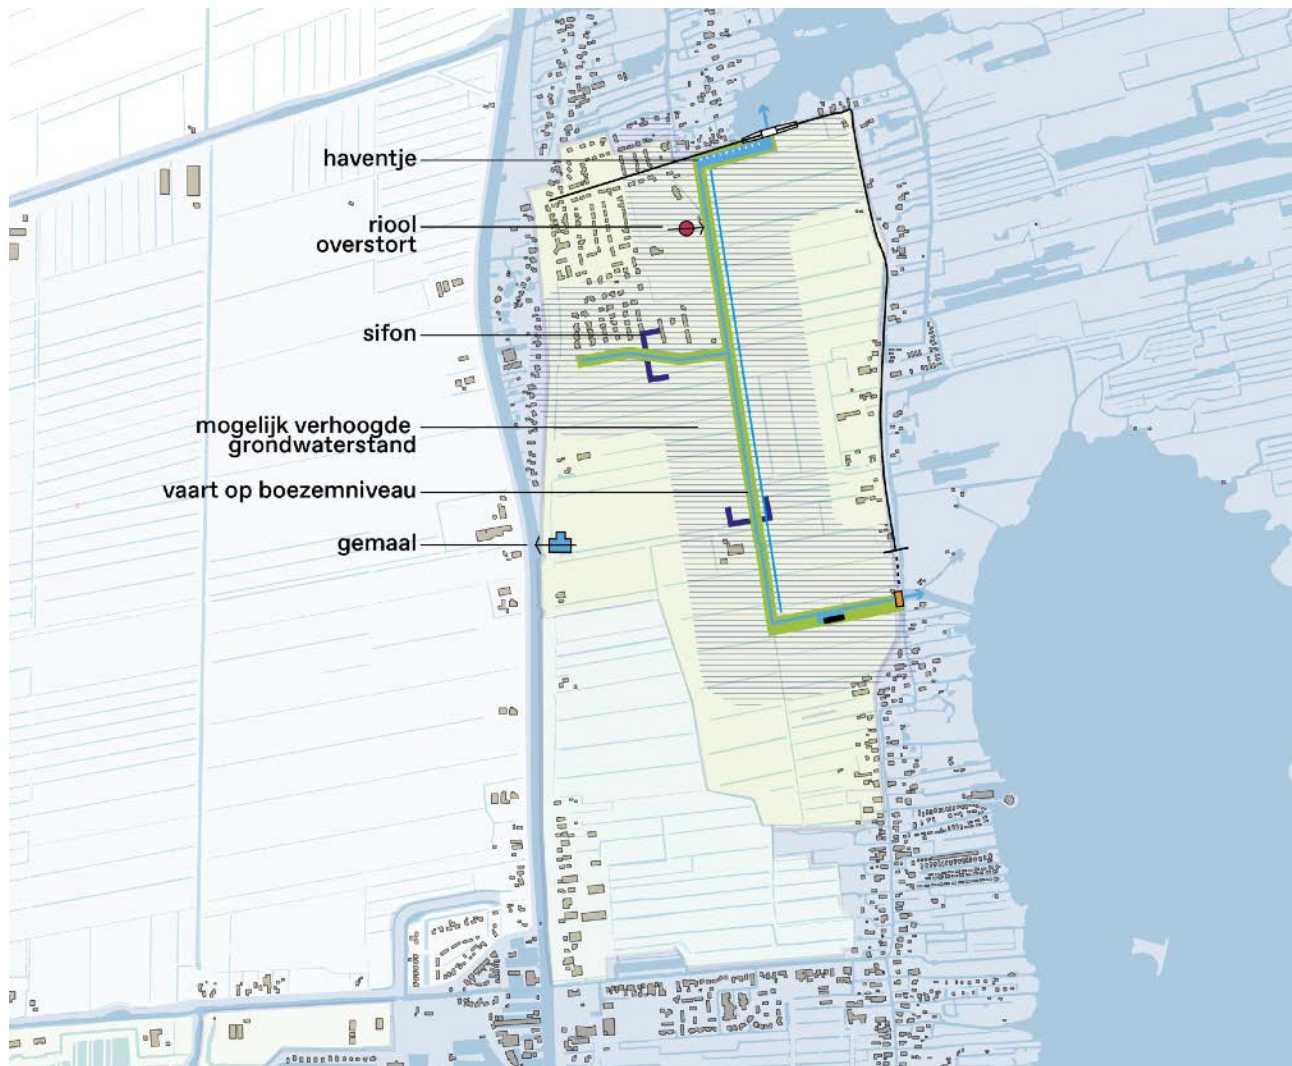 haventje
riool
overstort
sifon
mogelijk verhoogde
grondwaterstand
vaart op boezemniveau
gemaal